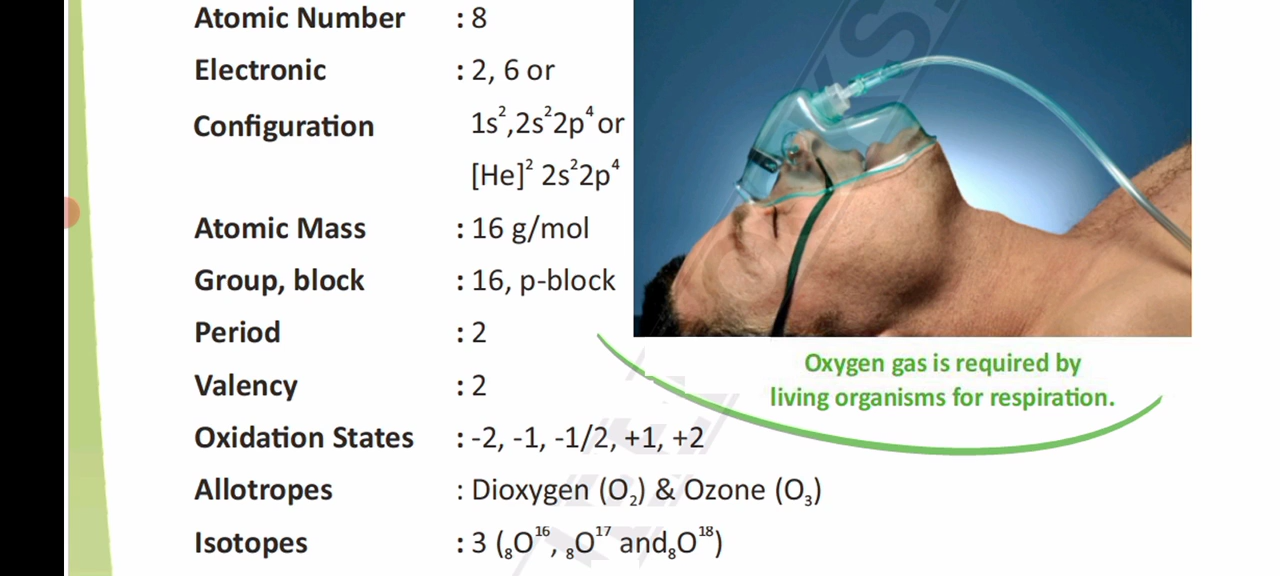 Atomic Number : 8
Electronic : 2, 6 or
Configuration 1s²,2s²2p⁴ or
[He]² 2s²2p⁴
Atomic Mass : 16 g/mol
Group, block : 16, p-block
Period : 2
Valency : 2
Oxidation States : -2, -1, -1/2, +1, +2
Allotropes : Dioxygen (O₂) & Ozone (O₃)
Isotopes : 3 (₈O¹⁶, ₈O¹⁷ and₈O¹⁸)
Oxygen gas is required by
living organisms for respiration.